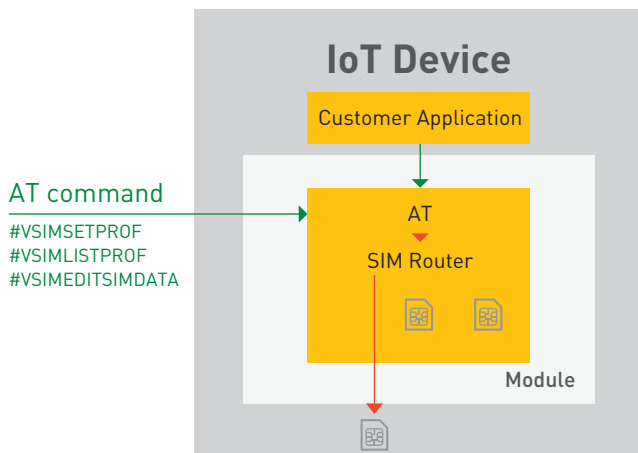 IoT Device
Customer Application
AT command
#VSIMSETPROF
#VSIMLISTPROF
#VSIMEDITSIMDATA
AT
SIM Router
Module